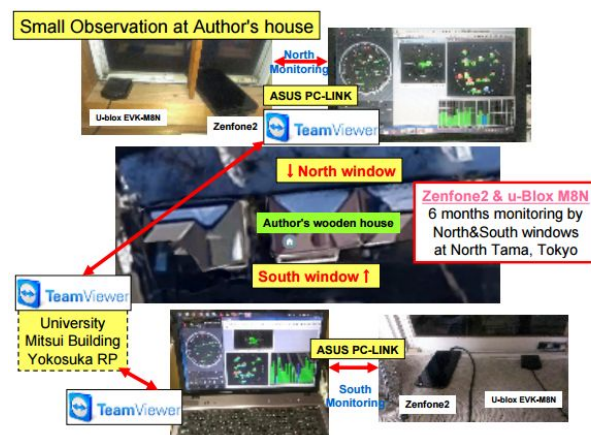 Small Observation at Author's house
North
Monitoring
U-blox EVK-M8N
Zenfone2
ASUS PC-LINK
TeamViewer
↓ North window
Author's wooden house
South window ↑
Zenfone2 & u-Blox M8N
6 months monitoring by
North&South windows
at North Tama, Tokyo
TeamViewer
University
Mitsui Building
Yokosuka RP
TeamViewer
ASUS PC-LINK
South
Monitoring
Zenfone2
U-blox EVK-M8N